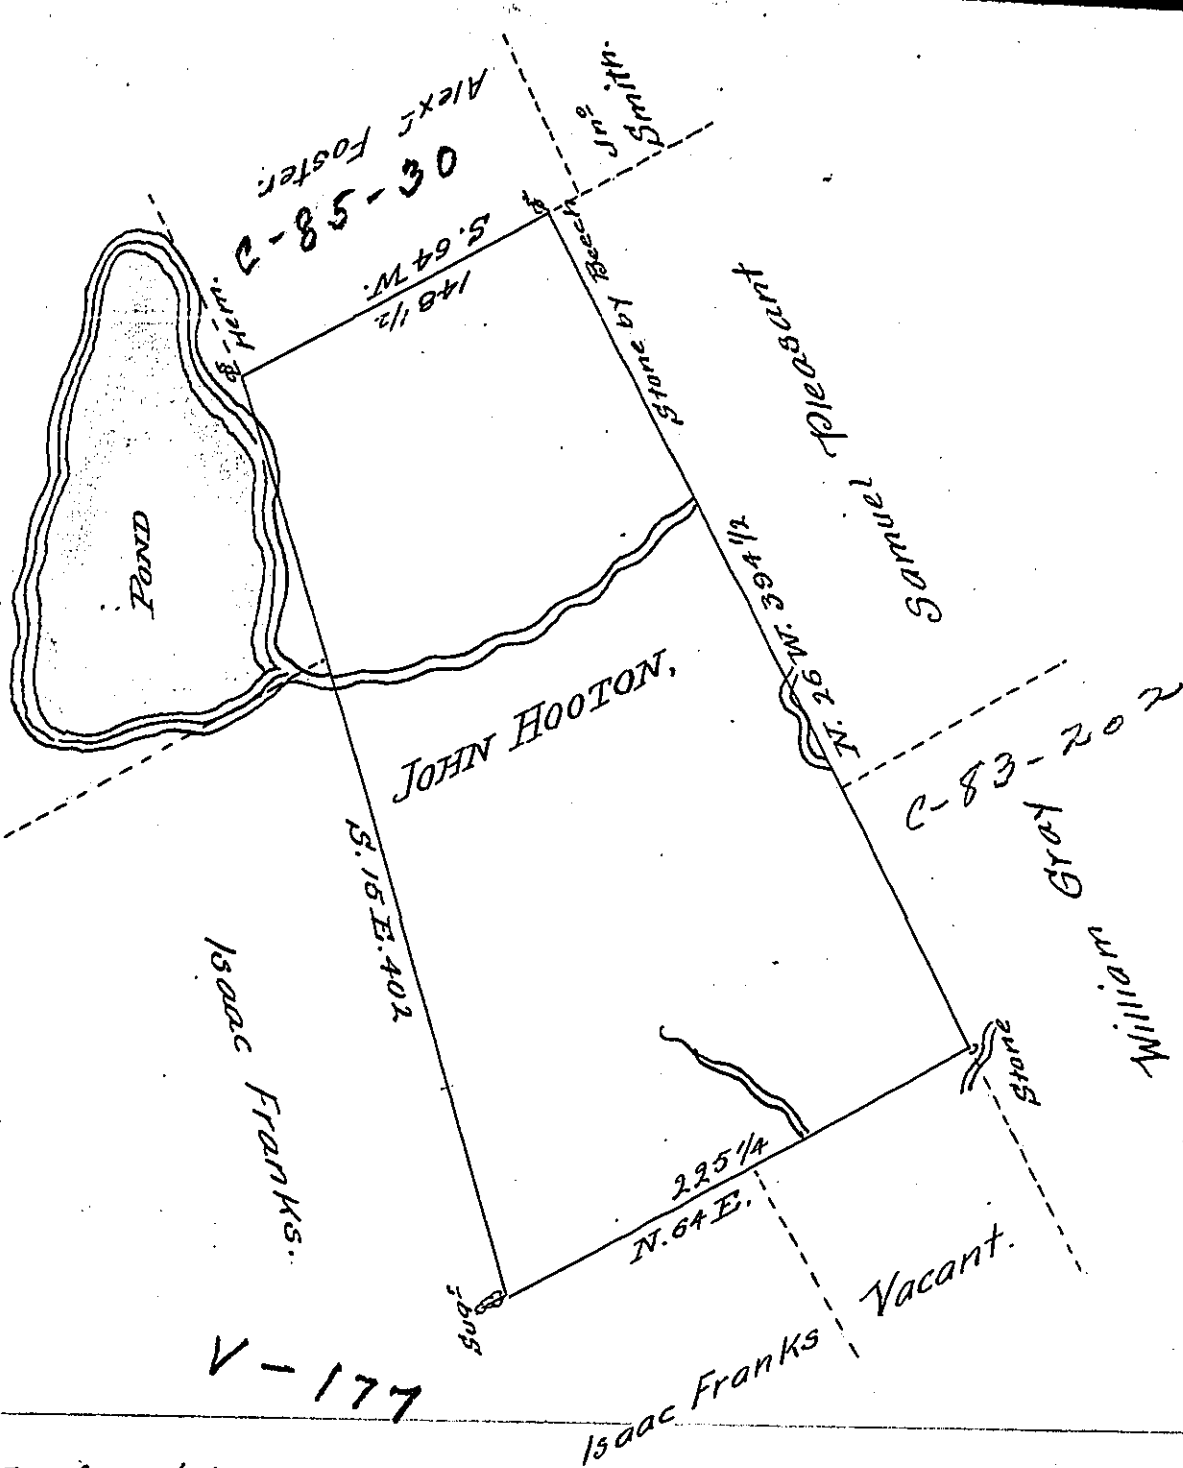 Alexr Foster.
C-85-30
Jno
Smith.
S. 64 W.
148 1/2
Hem.
Stone by Beech
Samuel Pleasant
POND
N. 26 W. 394 1/2
JOHN HOOTON,
C-83-202
William Gray
S. 15 E. 402
Isaac Franks.
Stone
225 1/4
N. 64 E.
Vacant.
Sugr
Isaac Franks
V-177